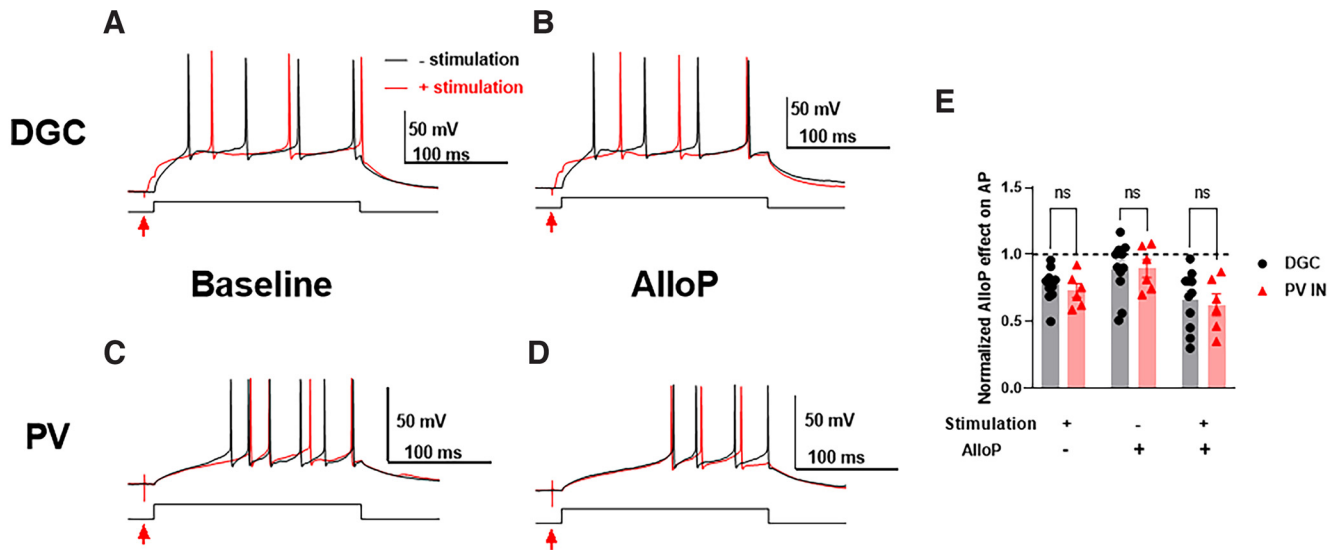 A
B
- stimulation
+ stimulation
DGC
50 mV
100 ms
50 mV
100 ms
E
Baseline
AlloP
C
D
PV
50 mV
100 ms
50 mV
100 ms
Normalized AlloP effect on AP
1.5
1.0
0.5
0.0
ns
ns
ns
DGC
PV IN
Stimulation + - +
AlloP - + +